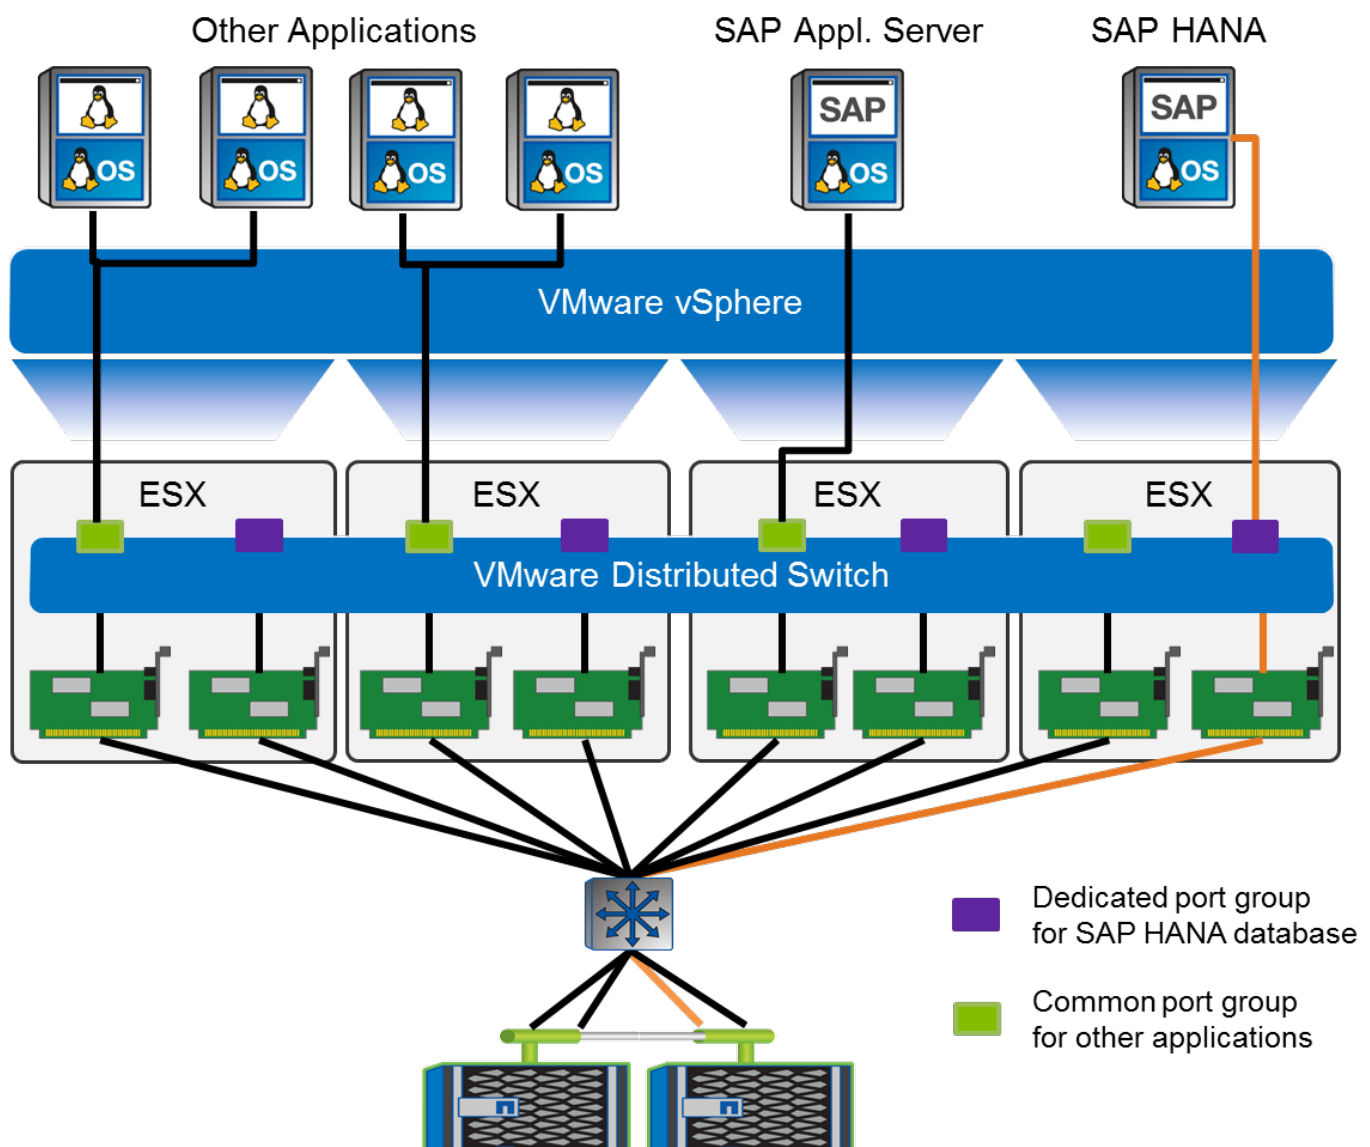 Other Applications
SAP Appl. Server
SAP HANA
SAP
SAP
OS
OS
OS
OS
OS
OS
VMware vSphere
ESX
ESX
ESX
ESX
VMware Distributed Switch
Dedicated port group
for SAP HANA database
Common port group
for other applications